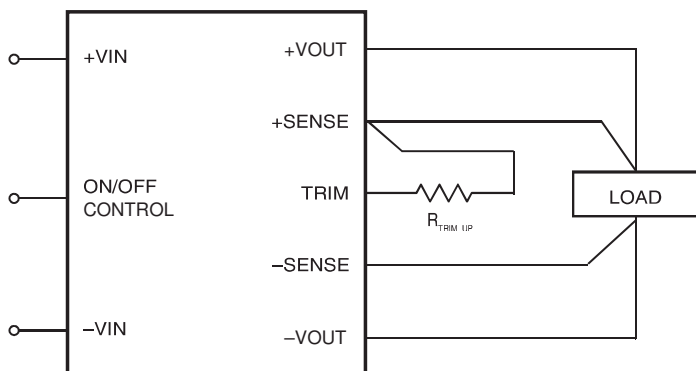 +VIN
ON/OFF
CONTROL
–VIN
+VOUT
+SENSE
TRIM
–SENSE
–VOUT
R TRIM UP
LOAD